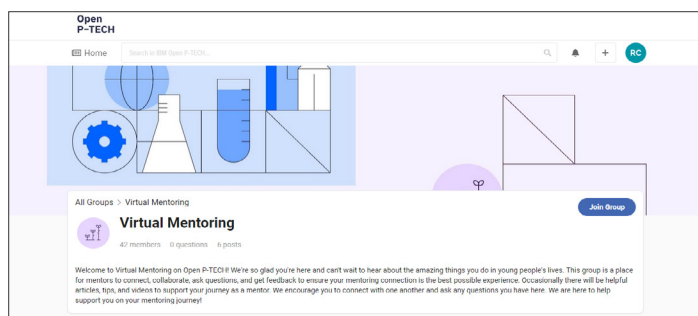 Open
P-TECH
Home
Search in IBM Open P-TECH...
RC
All Groups > Virtual Mentoring
Join Group
Virtual Mentoring
42 members 0 questions 6 posts
Welcome to Virtual Mentoring on Open P-TECH! We're so glad you're here and can't wait to hear about the amazing things you do in young people's lives. This group is a place
for mentors to connect, collaborate, ask questions, and get feedback to ensure your mentoring connection is the best possible experience. Occasionally there will be helpful
articles, tips, and videos to support your journey as a mentor. We encourage you to connect with one another and ask any questions you have here. We are here to help
support you on your mentoring journey!